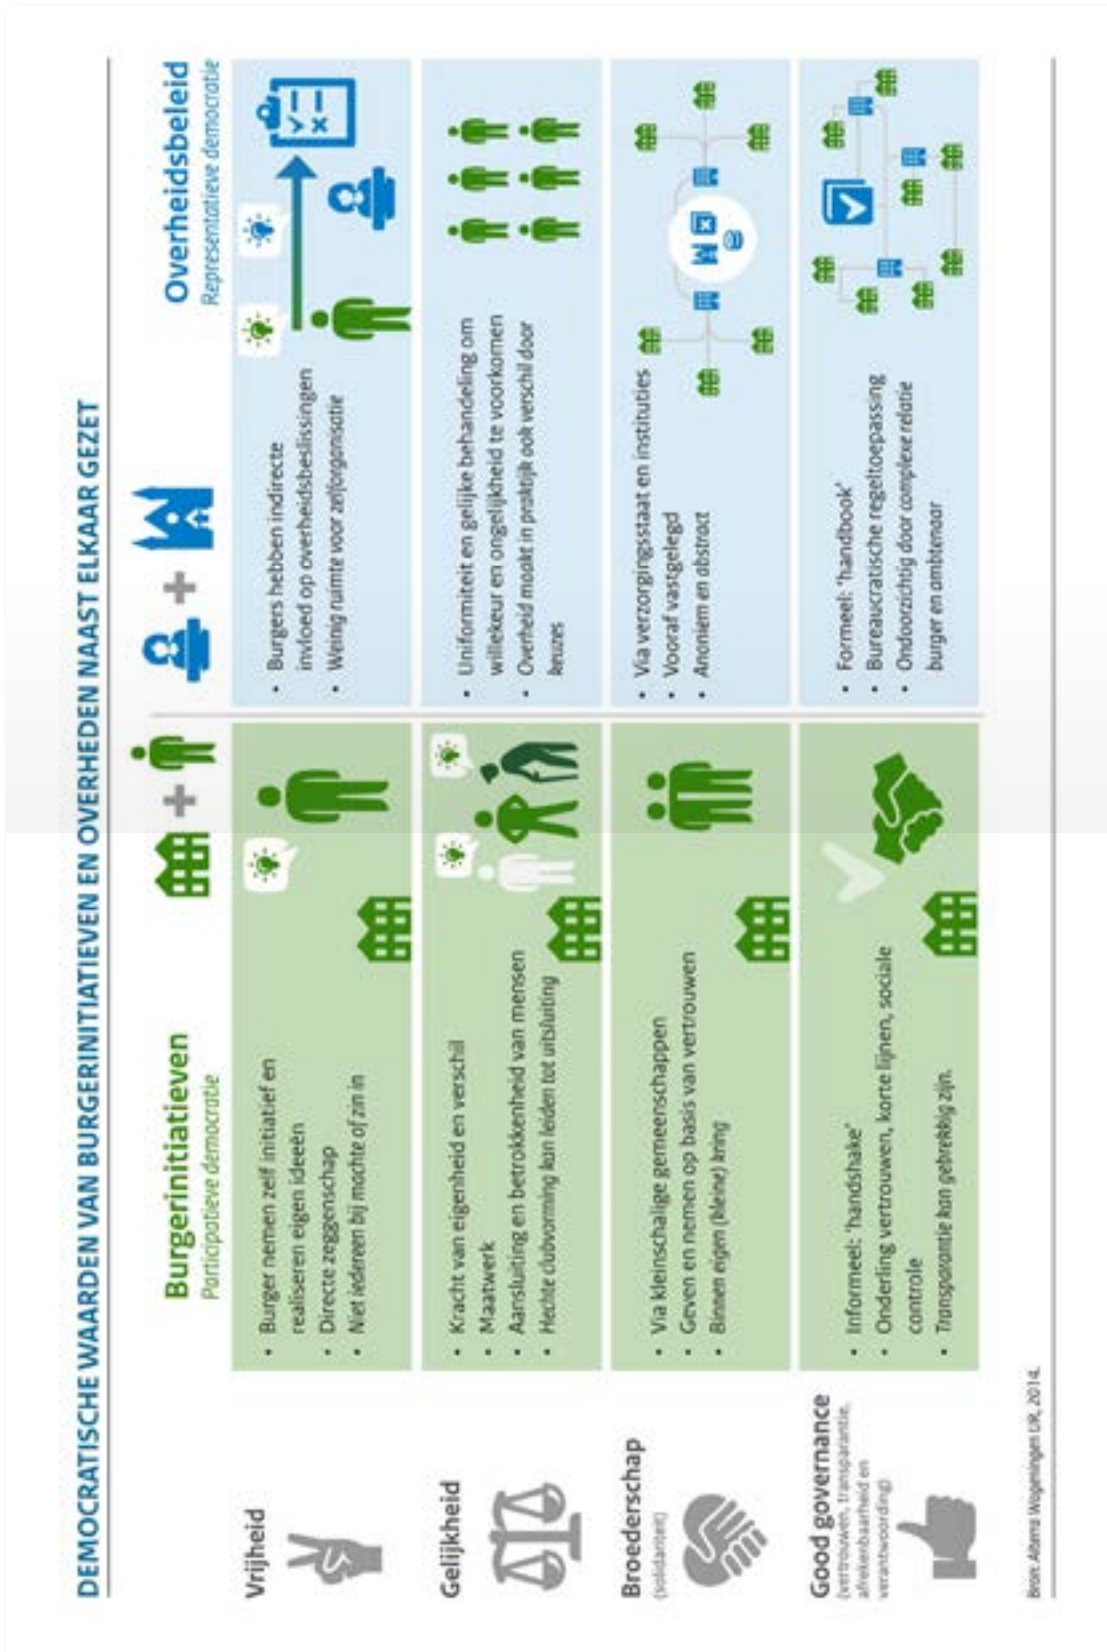 DEMOCRATISCHE WAARDEN VAN BURGERINITIATIEVEN EN OVERHEDEN NAAST ELKAAR GEZET
Burgerinitiatieven
Participatieve democratie
Overheidsbeleid
Representatieve democratie
Vrijheid
• Burger nemen zelf initiatief en
realiseren eigen ideeën
• Directe zeggenschap
• Niet iedereen bij machte of zin in
• Burgers hebben indirecte
invloed op overheidsbeslissingen
• Weinig ruimte voor zelforganisatie
Gelijkheid
• Kracht van eigenheid en verschil
• Maatwerk
• Aansluiting en betrokkenheid van mensen
• Hechte clubvorming kan leiden tot uitsluiting
• Uniformiteit en gelijke behandeling om
willekeur en ongelijkheid te voorkomen
• Overheid maakt in praktijk ook verschil door
keuzes
Broederschap
(solidariteit)
• Via kleinschalige gemeenschappen
• Geven en nemen op basis van vertrouwen
• Binnen eigen (kleine) kring
• Via verzorgingsstaat en instituties
• Vooraf vastgelegd
• Anoniem en abstract
Good governance
(vertrouwen, transparantie,
afrekenbaarheid en
verantwoording)
• Informeel: 'handshake'
• Onderling vertrouwen, korte lijnen, sociale
controle
• Transparantie kan gebrekkig zijn.
• Formeel: 'handbook'
• Bureaucratische regeltoepassing
• Ondoorzichtig door complexe relatie
burger en ambtenaar
Bron: Alterra Wageningen UR, 2014.